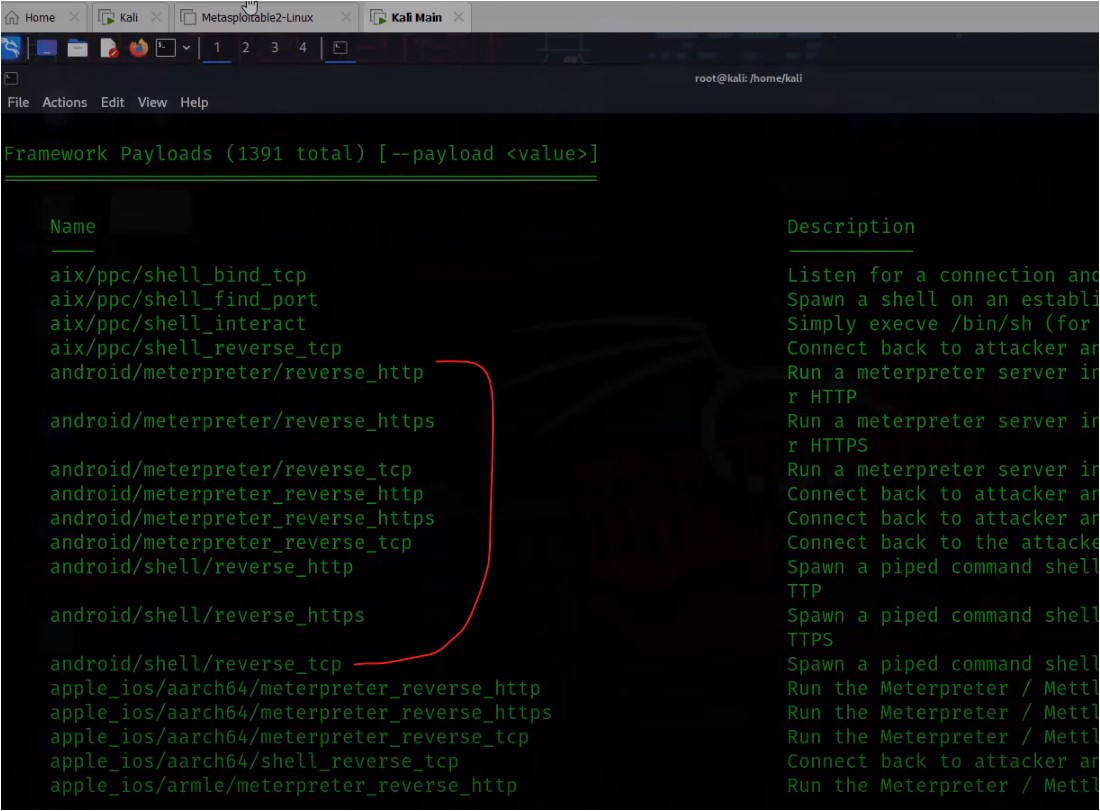 Home Kali Metasploitable2-Linux Kali Main
1 2 3 4
root@kali: /home/kali
File Actions Edit View Help
Framework Payloads (1391 total) [--payload <value>]
Name Description
aix/ppc/shell_bind_tcp Listen for a connection and
aix/ppc/shell_find_port Spawn a shell on an establi
aix/ppc/shell_interact Simply execve /bin/sh (for
aix/ppc/shell_reverse_tcp Connect back to attacker an
android/meterpreter/reverse_http Run a meterpreter server in
r HTTP
android/meterpreter/reverse_https Run a meterpreter server in
r HTTPS
android/meterpreter/reverse_tcp Run a meterpreter server in
android/meterpreter_reverse_http Connect back to attacker an
android/meterpreter_reverse_https Connect back to attacker an
android/meterpreter_reverse_tcp Connect back to the attacke
android/shell/reverse_http Spawn a piped command shell
TTP
android/shell/reverse_https Spawn a piped command shell
TTPS
android/shell/reverse_tcp Spawn a piped command shell
apple_ios/aarch64/meterpreter_reverse_http Run the Meterpreter / Mettl
apple_ios/aarch64/meterpreter_reverse_https Run the Meterpreter / Mettl
apple_ios/aarch64/meterpreter_reverse_tcp Run the Meterpreter / Mettl
apple_ios/aarch64/shell_reverse_tcp Connect back to attacker an
apple_ios/armle/meterpreter_reverse_http Run the Meterpreter / Mettl